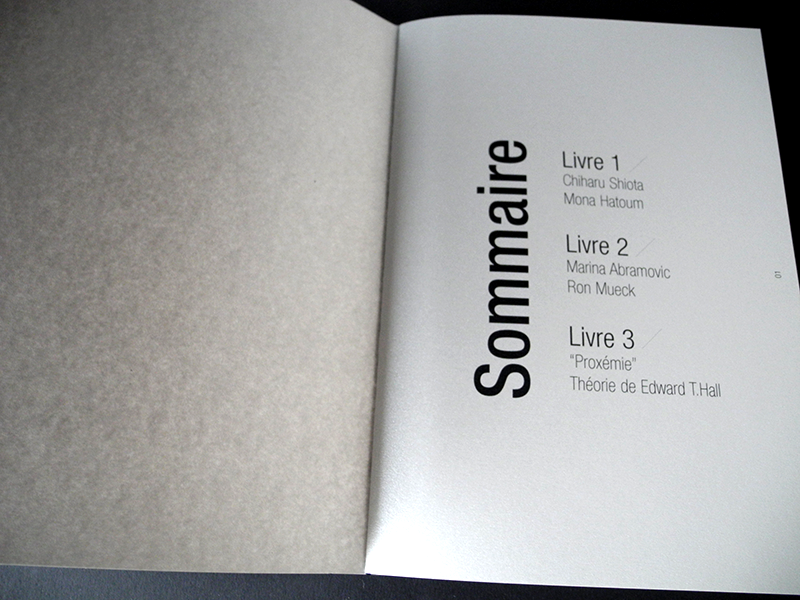 Sommaire
Livre 1 /
Chiharu Shiota
Mona Hatoum
Livre 2 /
Marina Abramovic
Ron Mueck
Livre 3 /
"Proxémie"
Théorie de Edward T.Hall